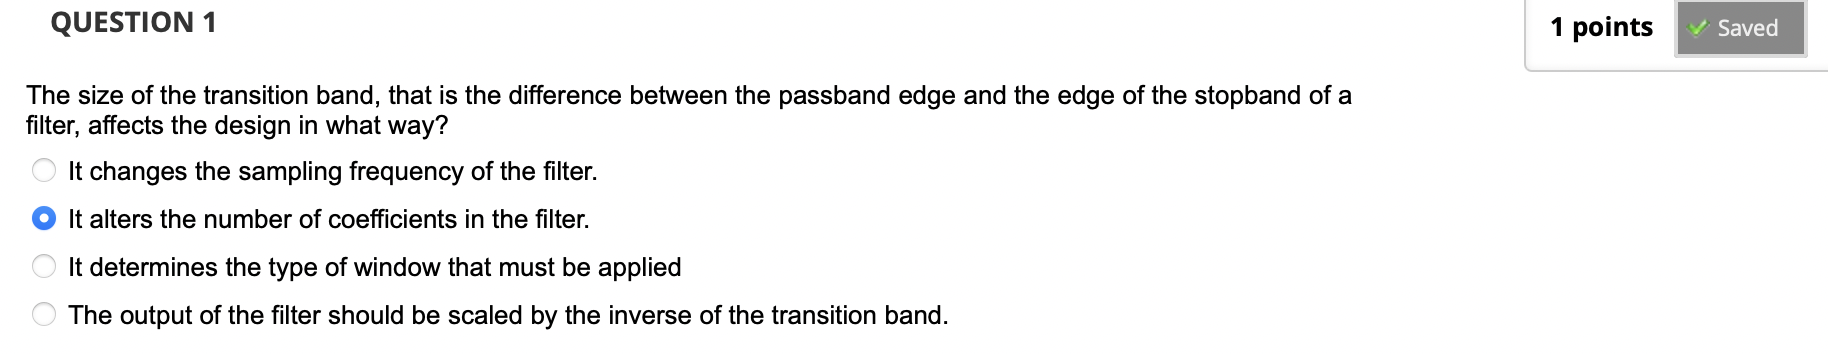 QUESTION 1
1 points
Saved
The size of the transition band, that is the difference between the passband edge and the edge of the stopband of a
filter, affects the design in what way?
It changes the sampling frequency of the filter.
It alters the number of coefficients in the filter.
It determines the type of window that must be applied
The output of the filter should be scaled by the inverse of the transition band.